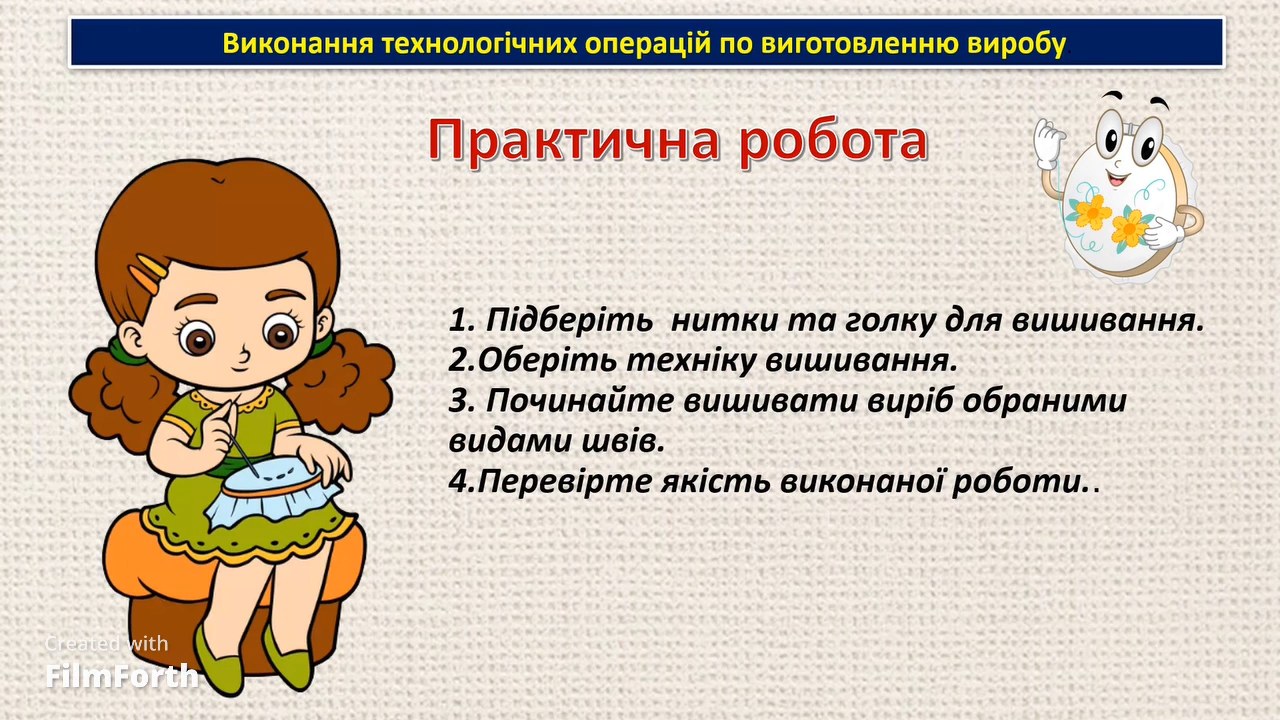 Виконання технологічних операцій по виготовленню виробу.
Практична робота
1. Підберіть  нитки та голку для вишивання.
2.Оберіть техніку вишивання.
3. Починайте вишивати виріб обраними
видами швів.
4.Перевірте якість виконаної роботи..
Created with
FilmForth